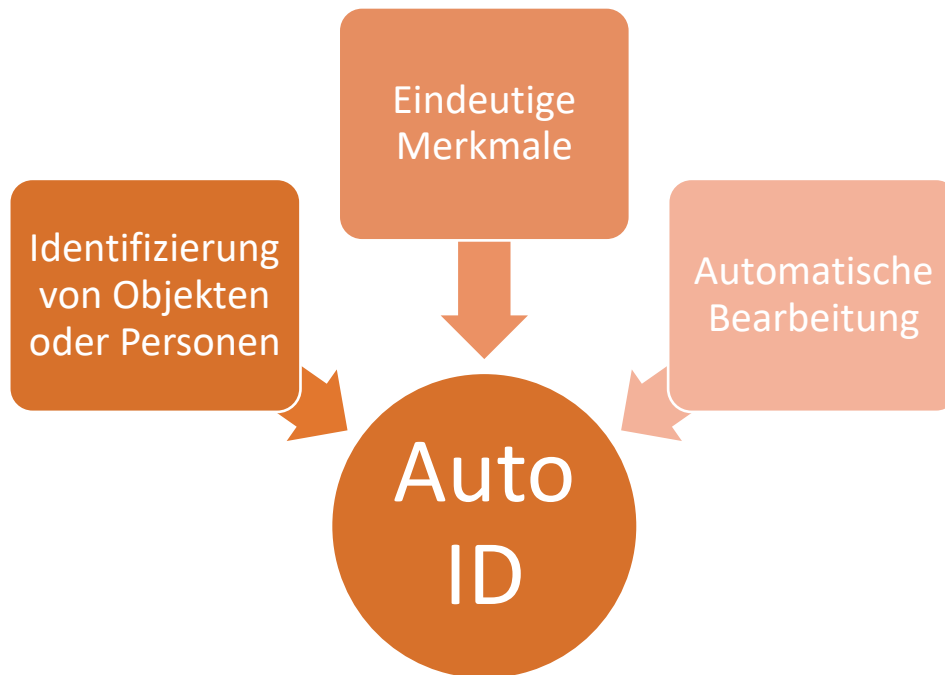 Eindeutige
Merkmale
Identifizierung
von Objekten
oder Personen
Automatische
Bearbeitung
Auto
ID